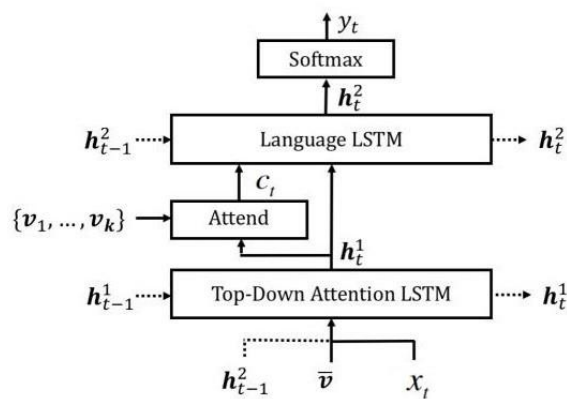 y_t
Softmax
h_t^2
h_{t-1}^2 Language LSTM h_t^2
c_t
{v_1, ..., v_k} Attend
h_t^1
h_{t-1}^1 Top-Down Attention LSTM h_t^1
h_{t-1}^2 v̅ x_t